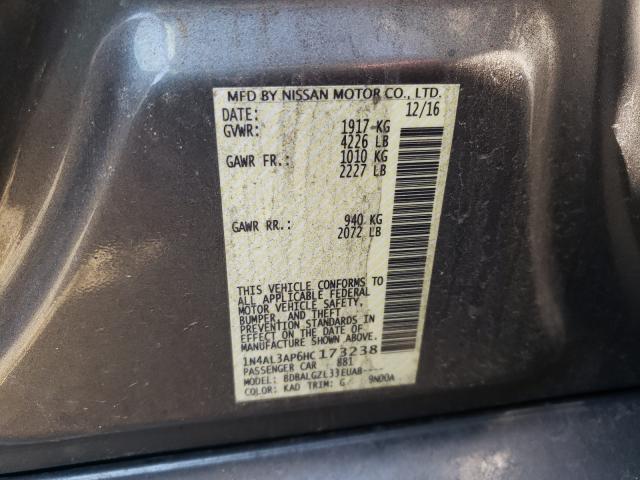 MFD BY NISSAN MOTOR CO., LTD.
DATE: 12/16
GVWR: 1917 KG
4226 LB
GAWR FR.: 1010 KG
2227 LB
GAWR RR.: 940 KG
2072 LB
THIS VEHICLE CONFORMS TO
ALL APPLICABLE FEDERAL
MOTOR VEHICLE SAFETY,
BUMPER, AND THEFT
PREVENTION STANDARDS IN
EFFECT ON THE DATE OF
MANUFACTURE SHOWN ABOVE.
1N4AL3AP6HC173238
PASSENGER CAR 881
MODEL: BDBALGZL33EUA8----
COLOR: KAD TRIM: G 9N00A